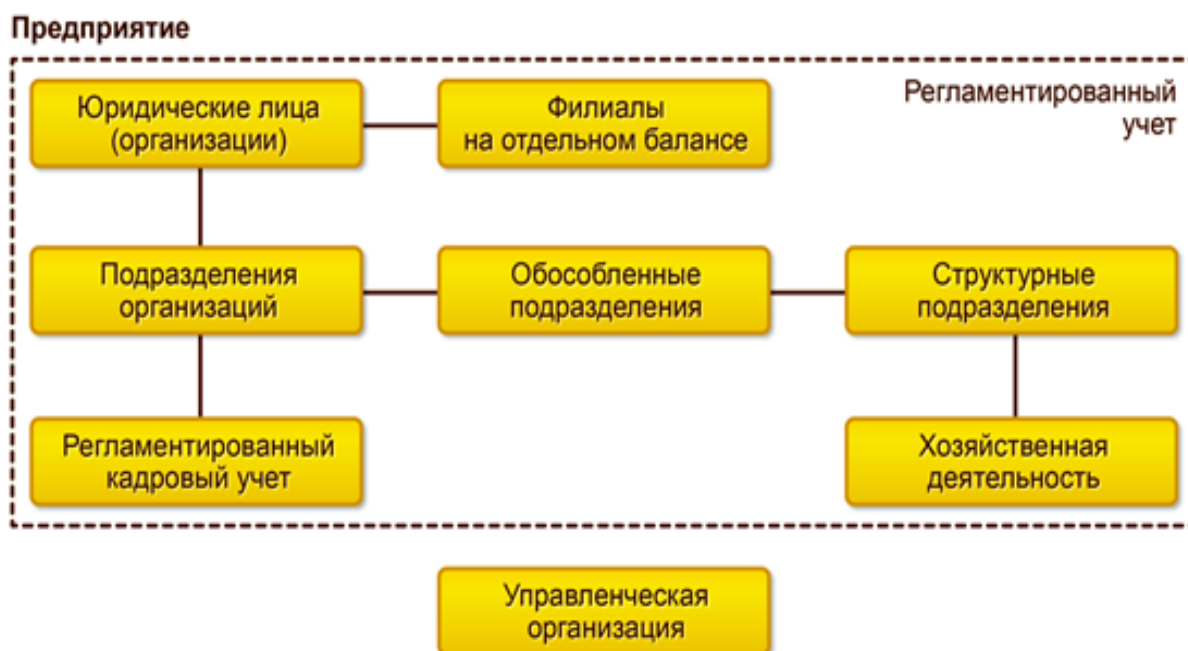 Предприятие
Регламентированный
учет
Юридические лица
(организации)
Филиалы
на отдельном балансе
Подразделения
организаций
Обособленные
подразделения
Структурные
подразделения
Регламентированный
кадровый учет
Хозяйственная
деятельность
Управленческая
организация